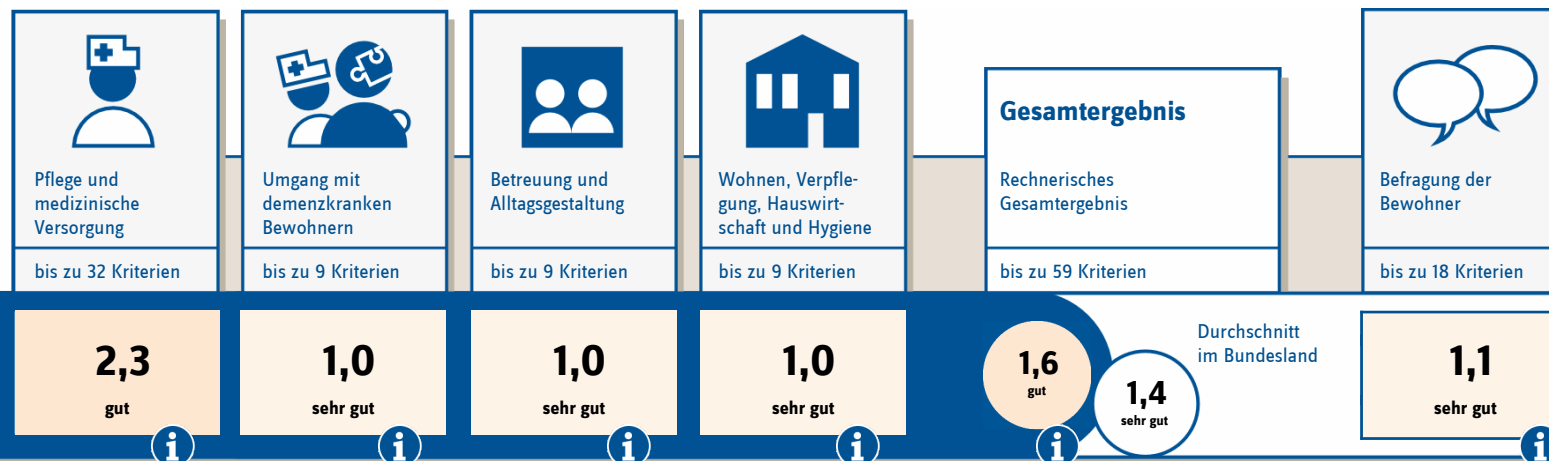 Pflege und
medizinische
Versorgung
bis zu 32 Kriterien
2,3
gut
Umgang mit
demenzkranken
Bewohnern
bis zu 9 Kriterien
1,0
sehr gut
Betreuung und
Alltagsgestaltung
bis zu 9 Kriterien
1,0
sehr gut
Wohnen, Verpfle-
gung, Hauswirt-
schaft und Hygiene
bis zu 9 Kriterien
1,0
sehr gut
Gesamtergebnis
Rechnerisches
Gesamtergebnis
bis zu 59 Kriterien
1,6
gut
1,4
sehr gut
Durchschnitt
im Bundesland
Befragung der
Bewohner
bis zu 18 Kriterien
1,1
sehr gut